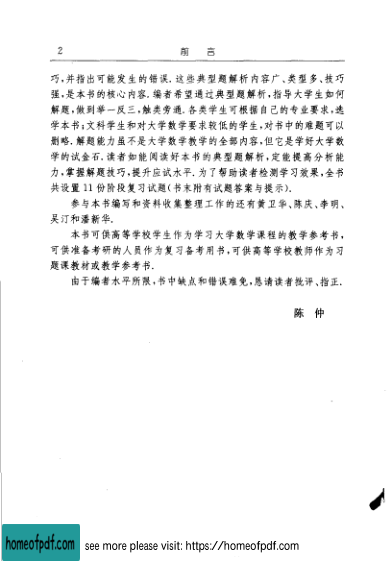 2 前言
巧,并指出可能发生的错误.这些典型题解析内容广、类型多、技巧
强,是本书的核心内容.编者希望通过典型题解析,指导大学生如何
解题,做到举一反三,触类旁通.各类学生可根据自己的专业要求,选
学本书;文科学生和对大学数学要求较低的学生,对书中的难题可以
删略.解题能力虽不是大学数学教学的全部内容,但它是学好大学数
学的试金石.读者如能阅读好本书的典型题解析,定能提高分析能
力,掌握解题技巧,提升应试水平.为了帮助读者检测学习效果,全书
共设置11份阶段复习试题(书末附有试题答案与提示).
参与本书编写和资料收集整理工作的还有黄卫华、陈庆、李明、
吴汀和潘新华.
本书可供高等学校学生作为学习大学数学课程的教学参考书,
可供准备考研的人员作为复习备考用书,可供高等学校教师作为习
题课教材或教学参考书.
由于编者水平所限,书中缺点和错误难免,恳请读者批评、指正.
陈仲
homeofpdf.com see more please visit: https://homeofpdf.com